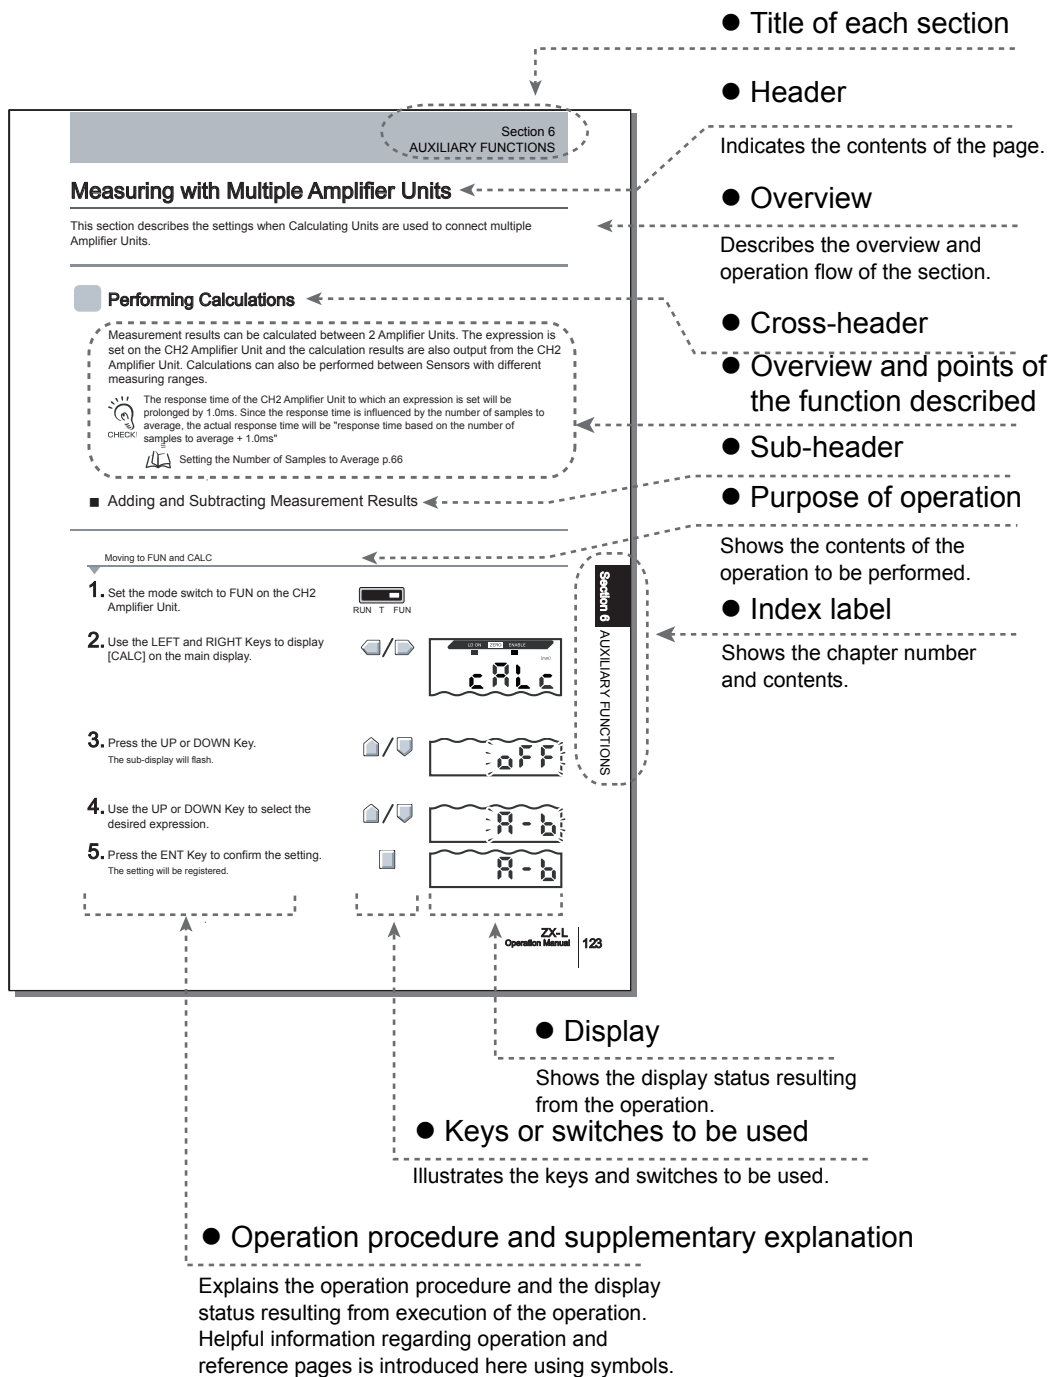 ● Title of each section
● Header
Indicates the contents of the page.
● Overview
Describes the overview and
operation flow of the section.
● Cross-header
● Overview and points of
the function described
● Sub-header
● Purpose of operation
Shows the contents of the
operation to be performed.
● Index label
Shows the chapter number
and contents.
Section 6
AUXILIARY FUNCTIONS
Measuring with Multiple Amplifier Units
This section describes the settings when Calculating Units are used to connect multiple
Amplifier Units.
Performing Calculations
Measurement results can be calculated between 2 Amplifier Units. The expression is
set on the CH2 Amplifier Unit and the calculation results are also output from the CH2
Amplifier Unit. Calculations can also be performed between Sensors with different
measuring ranges.
The response time of the CH2 Amplifier Unit to which an expression is set will be
prolonged by 1.0ms. Since the response time is influenced by the number of samples to
average, the actual response time will be "response time based on the number of
CHECK! samples to average + 1.0ms"
Setting the Number of Samples to Average p.66
■ Adding and Subtracting Measurement Results
Moving to FUN and CALC
1. Set the mode switch to FUN on the CH2
Amplifier Unit.
RUN T FUN
2. Use the LEFT and RIGHT Keys to display
[CALC] on the main display.
/
LD ON ZERO ENABLE
(mm)
cALc
3. Press the UP or DOWN Key.
The sub-display will flash.
/
oFF
4. Use the UP or DOWN Key to select the
desired expression.
/
A-b
5. Press the ENT Key to confirm the setting.
The setting will be registered.
A-b
Section 6 AUXILIARY FUNCTIONS
ZX-L
Operation Manual 123
● Display
Shows the display status resulting
from the operation.
● Keys or switches to be used
Illustrates the keys and switches to be used.
● Operation procedure and supplementary explanation
Explains the operation procedure and the display
status resulting from execution of the operation.
Helpful information regarding operation and
reference pages is introduced here using symbols.